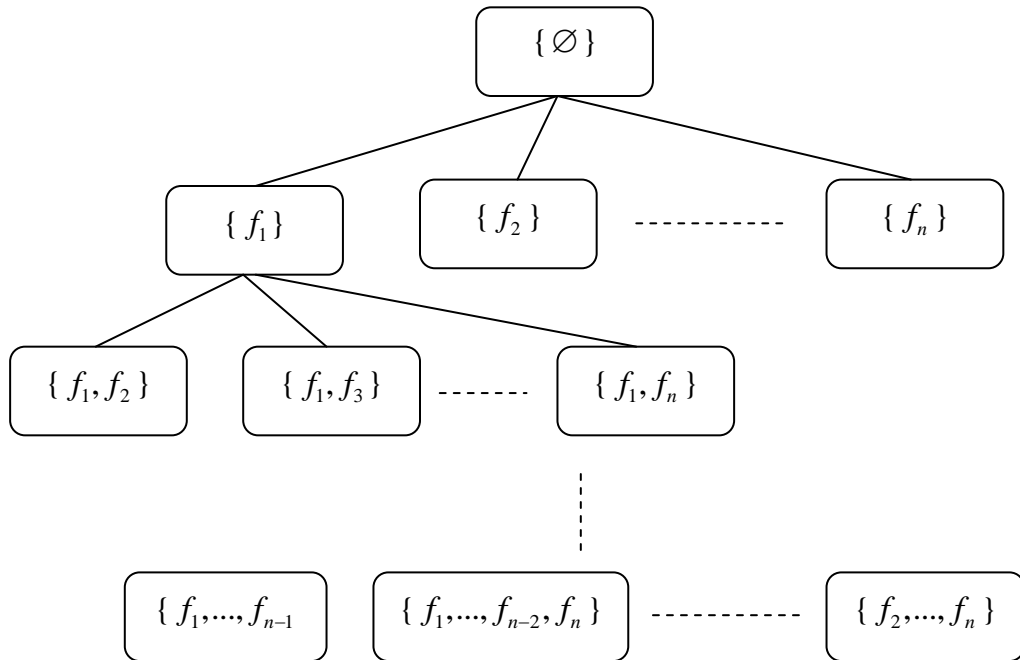 { ∅ }
{ f₁ }
{ f₂ }
{ fₙ }
{ f₁, f₂ }
{ f₁, f₃ }
{ f₁, fₙ }
{ f₁,..., fₙ₋₁
{ f₁,..., fₙ₋₂, fₙ }
{ f₂,..., fₙ }